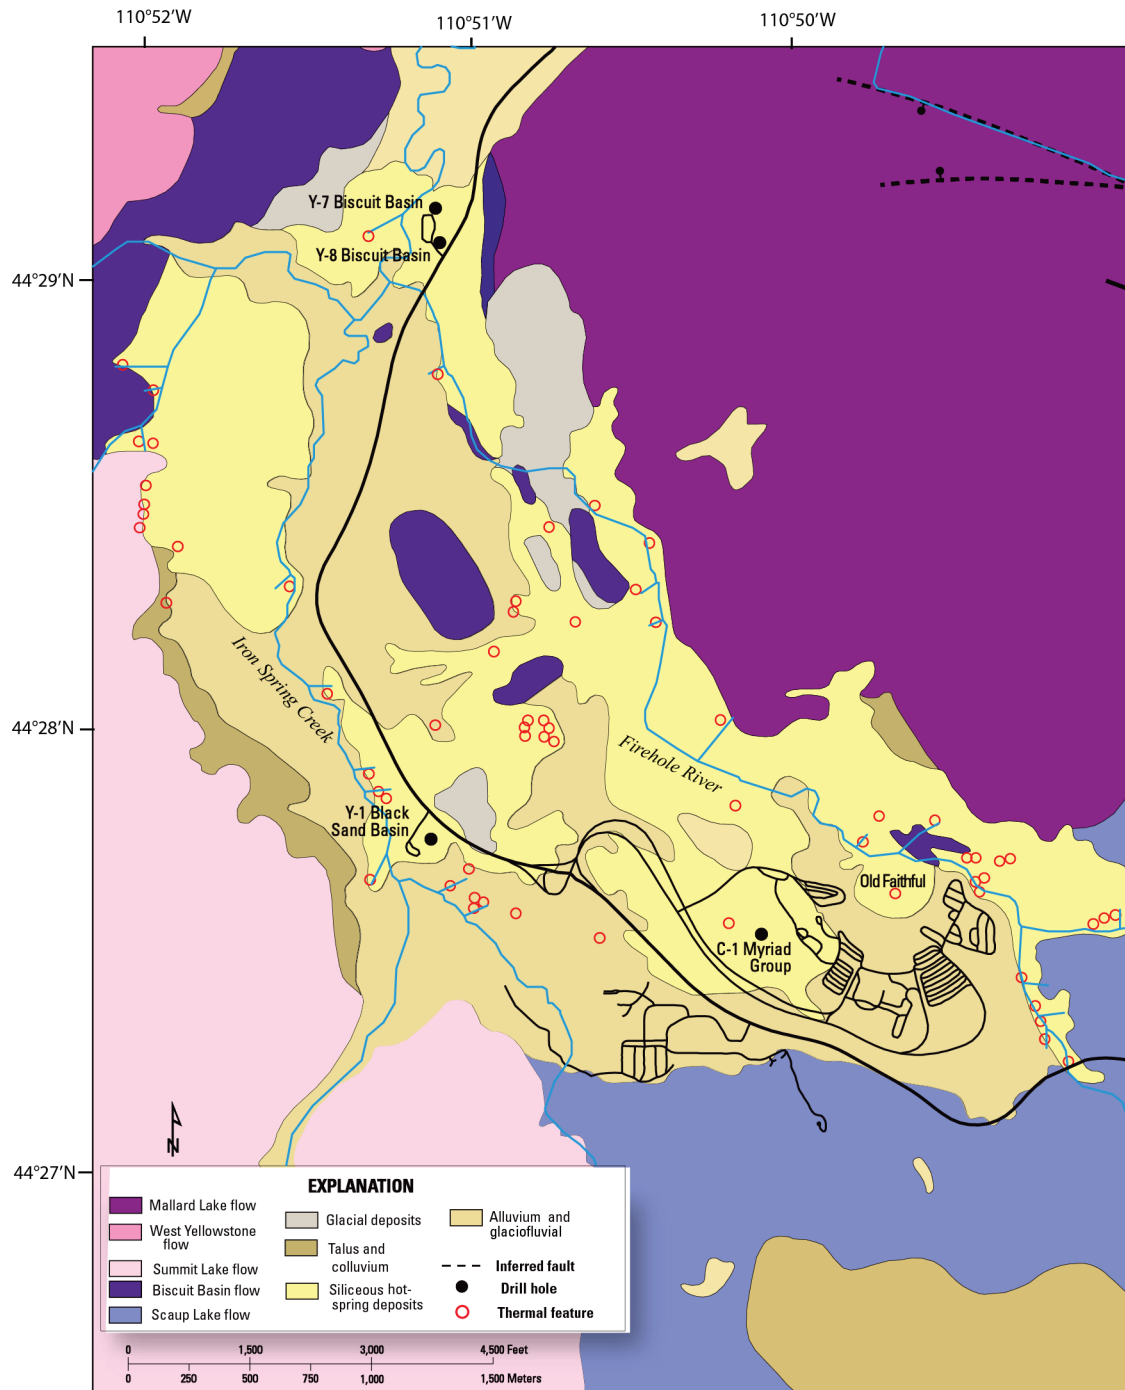 110°52′W
110°51′W
110°50′W
Y-7 Biscuit Basin
Y-8 Biscuit Basin
44°29′N
Iron Spring Creek
44°28′N
Firehole River
Y-1 Black
Sand Basin
Old Faithful
C-1 Myriad
Group
N
44°27′N
EXPLANATION
Mallard Lake flow
West Yellowstone
flow
Summit Lake flow
Biscuit Basin flow
Scaup Lake flow
Glacial deposits
Talus and
colluvium
Siliceous hot-
spring deposits
Alluvium and
glaciofluvial
Inferred fault
Drill hole
Thermal feature
0 1,500 3,000 4,500 Feet
0 250 500 750 1,000 1,500 Meters